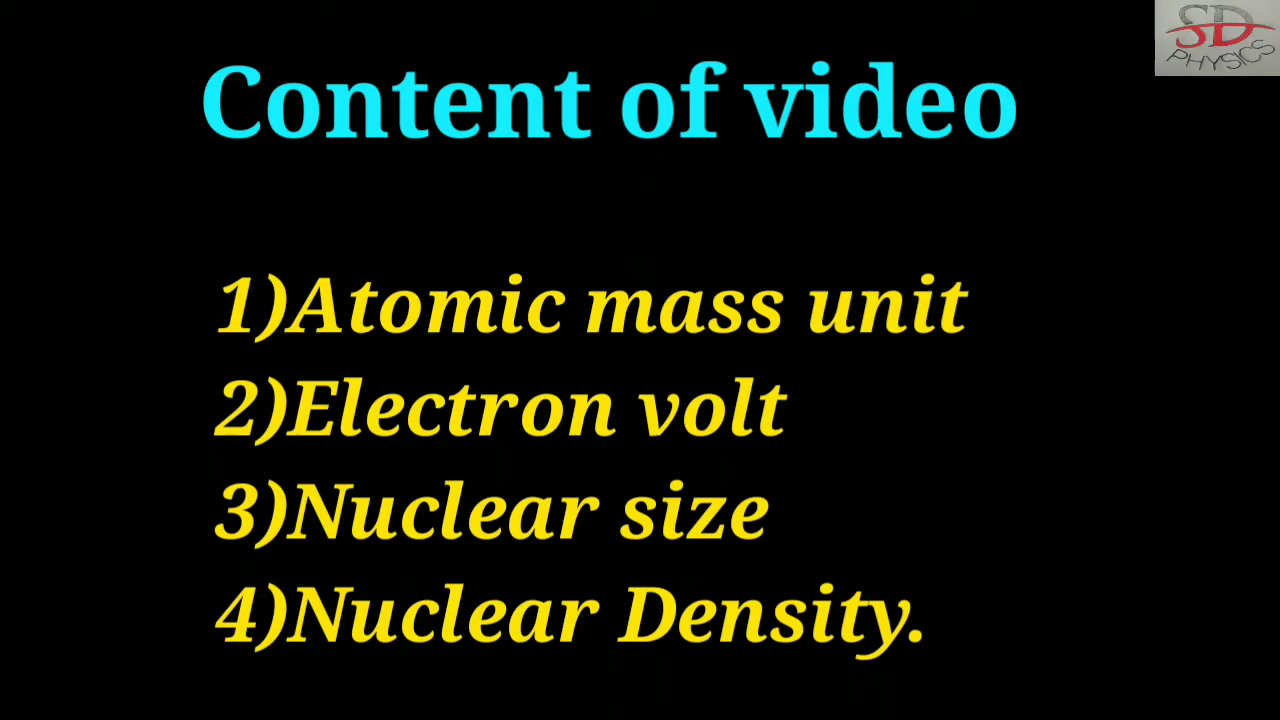 SD
PHYSICS
Content of video
1)Atomic mass unit
2)Electron volt
3)Nuclear size
4)Nuclear Density.